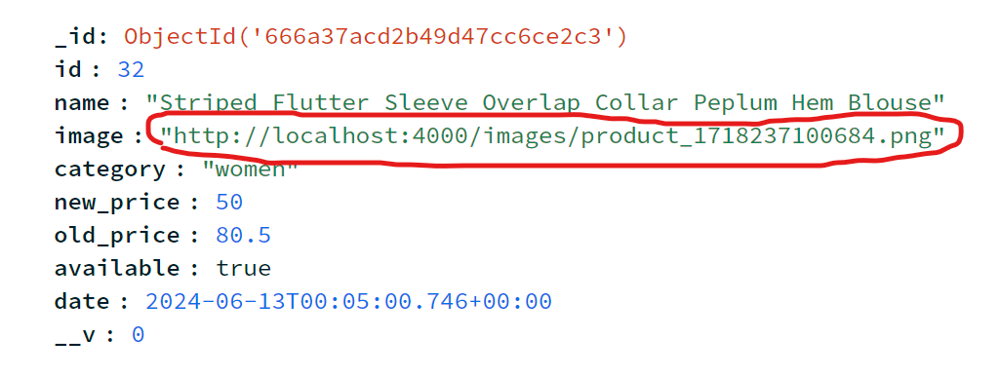 _id: ObjectId('666a37acd2b49d47cc6ce2c3')
id : 32
name : "Striped Flutter Sleeve Overlap Collar Peplum Hem Blouse"
image : "http://localhost:4000/images/product_1718237100684.png"
category : "women"
new_price : 50
old_price : 80.5
available : true
date : 2024-06-13T00:05:00.746+00:00
__v : 0